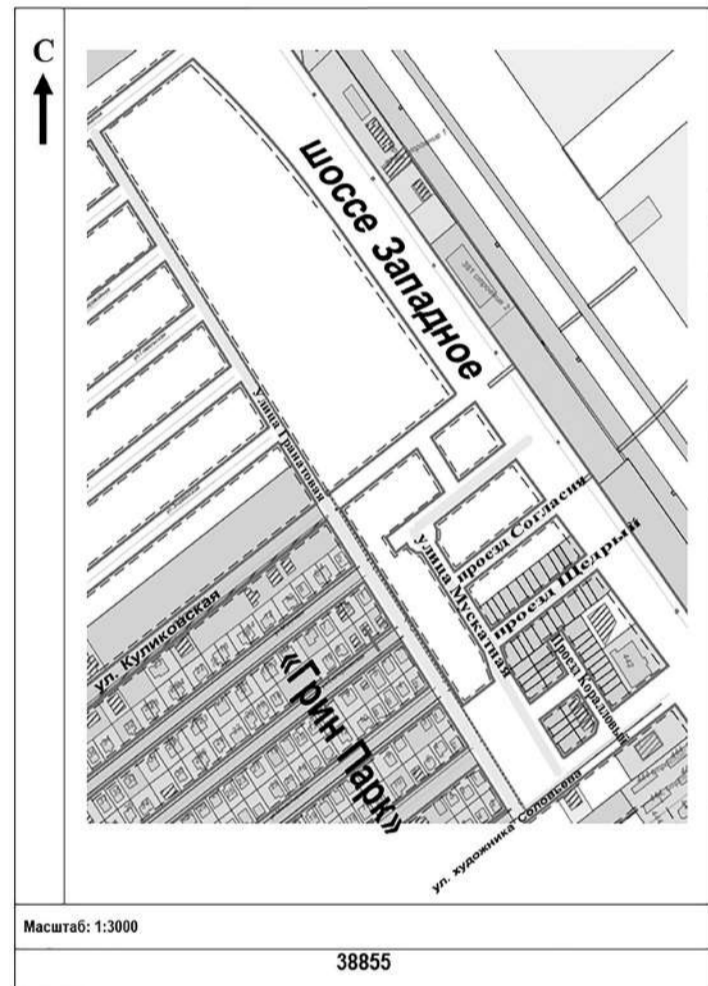 С
шоссе Западное
улица Гранатовая
проезд Согласия
улица Мускатная
проезд Щедрый
Проезд Коралловый
442
ул. Куликовская
«Грин Парк»
ул. художника Соловьева
Масштаб: 1:3000
38855